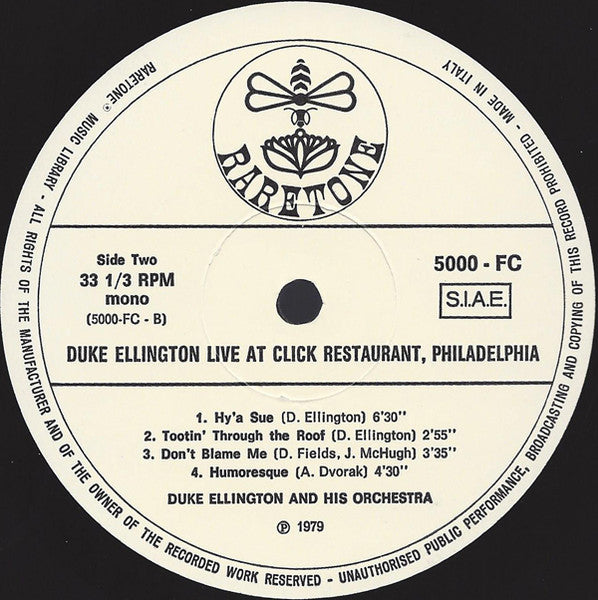 RARETONE
Side Two
33 1/3 RPM
mono
(5000-FC - B)
5000 - FC
S.I.A.E.
DUKE ELLINGTON LIVE AT CLICK RESTAURANT, PHILADELPHIA
1. Hy'a Sue (D. Ellington) 6'30''
2. Tootin' Through the Roof (D. Ellington) 2'55''
3. Don't Blame Me (D. Fields, J. McHugh) 3'35''
4. Humoresque (A. Dvorak) 4'30''
DUKE ELLINGTON AND HIS ORCHESTRA
℗ 1979
RARETONE® MUSIC LIBRARY - ALL RIGHTS OF THE MANUFACTURER AND OF THE OWNER OF THE RECORDED WORK RESERVED - UNAUTHORISED PUBLIC PERFORMANCE, BROADCASTING AND COPYING OF THIS RECORD PROHIBITED - MADE IN ITALY